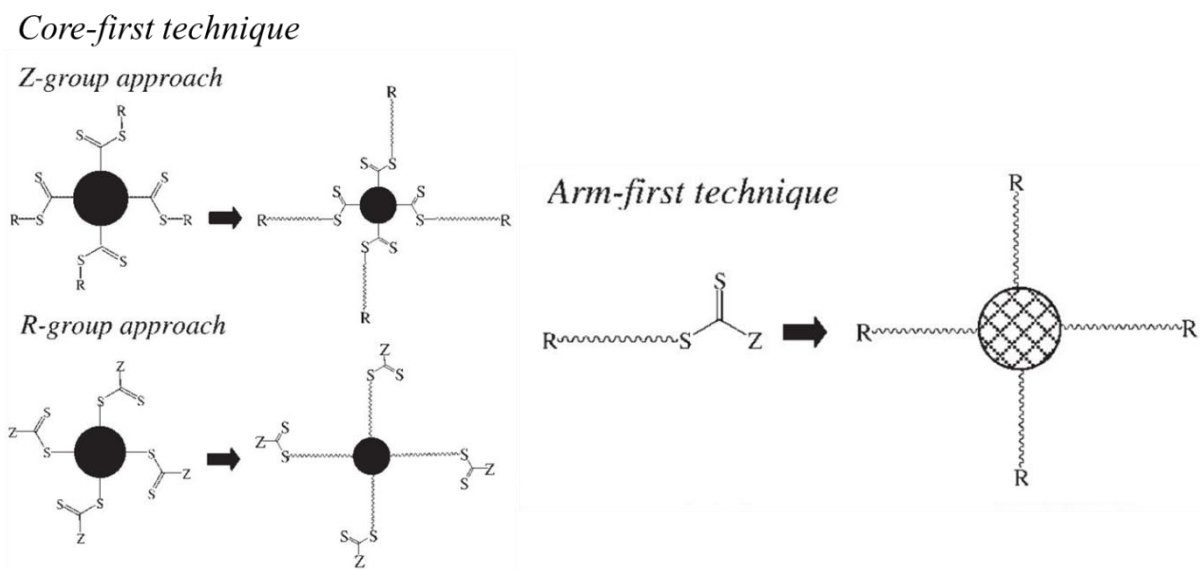 Core-first technique
Z-group approach
R
S S
S S
R S S R
S S
R
R
S S
S S
R S S R
S S
R
R-group approach
Z
S S
S
Z
S S
Z
S
S S
Z
Z
S S
S
Z
S S
Z
S
S S
Z
Arm-first technique
S
R S Z
R
R R
R